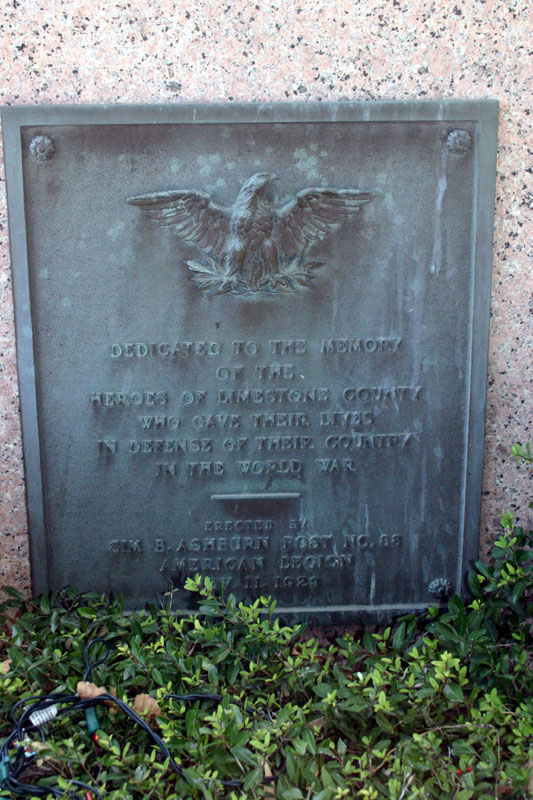 DEDICATED TO THE MEMORY
OF THE
HEROES OF LIMESTONE COUNTY
WHO GAVE THEIR LIVES
IN DEFENSE OF THEIR COUNTRY
IN THE WORLD WAR
ERECTED BY
SIM B. ASHBURN POST NO. 88
AMERICAN LEGION
11 1929